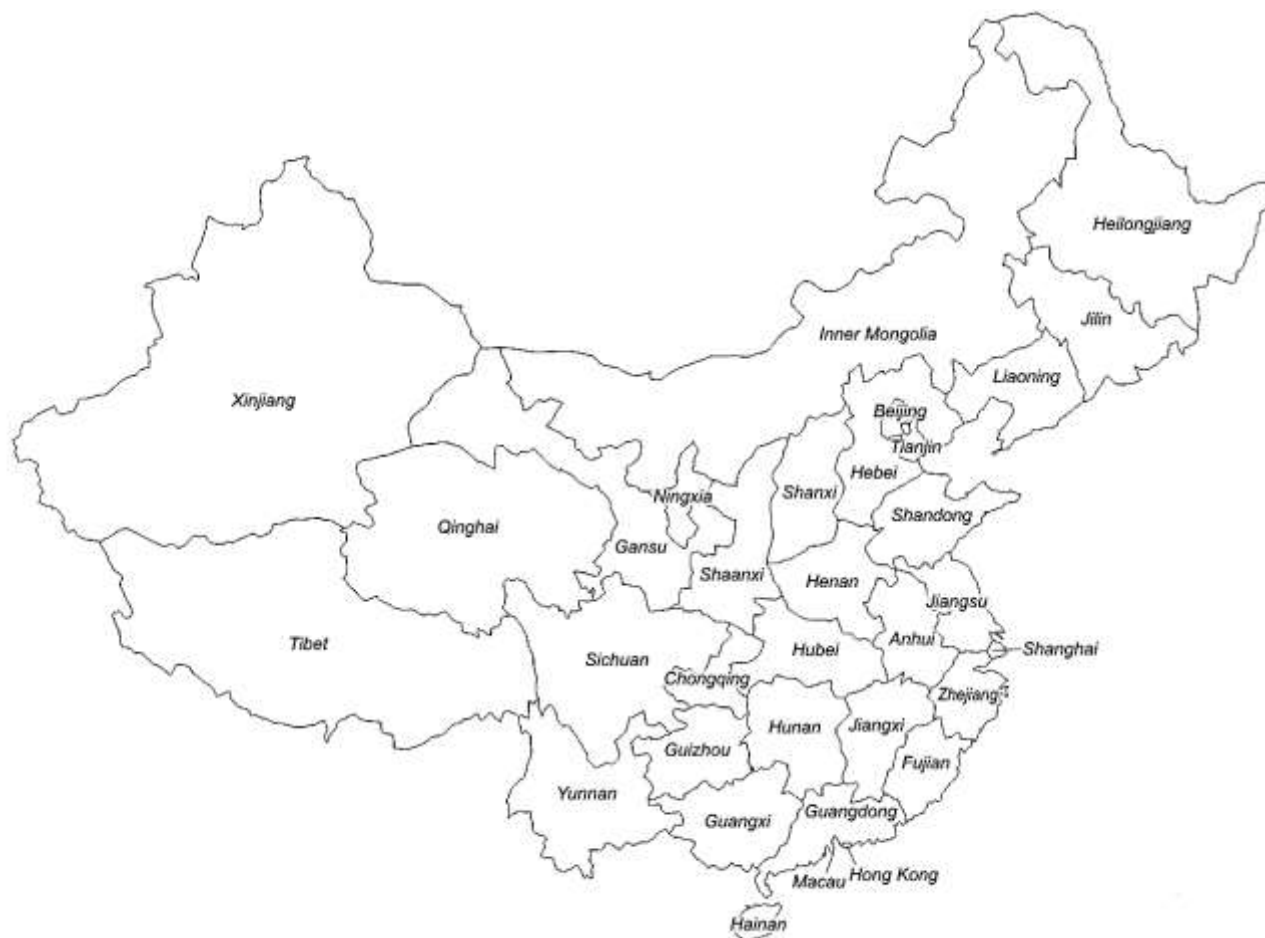 Heilongjiang
Jilin
Inner Mongolia
Liaoning
Xinjiang
Beijing
Tianjin
Hebei
Shanxi
Ningxia
Shandong
Qinghai
Gansu
Shaanxi
Henan
Jiangsu
Tibet
Anhui
Shanghai
Sichuan
Hubei
Chongqing
Zhejiang
Hunan
Jiangxi
Guizhou
Fujian
Yunnan
Guangxi
Guangdong
Macau
Hong Kong
Hainan